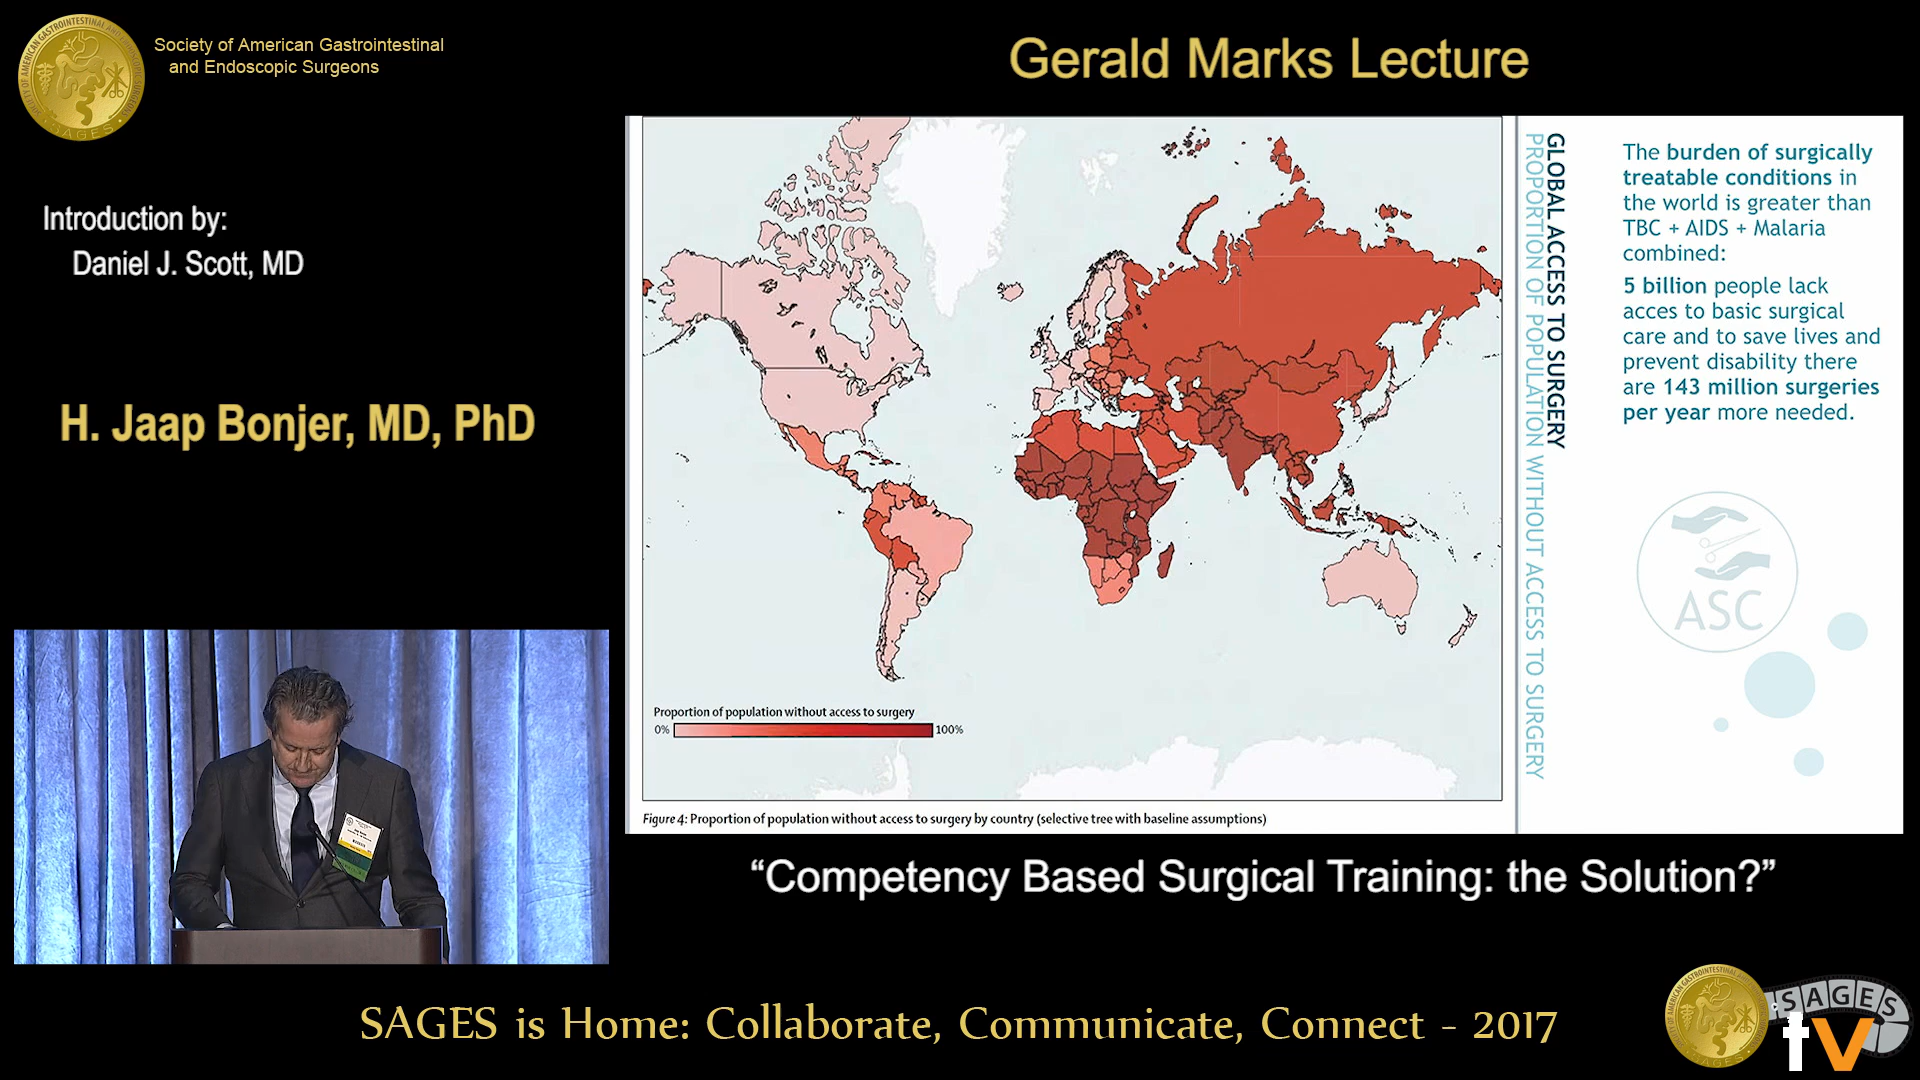 Society of American Gastrointestinal
and Endoscopic Surgeons
Gerald Marks Lecture
Introduction by:
Daniel J. Scott, MD
H. Jaap Bonjer, MD, PhD
GLOBAL ACCESS TO SURGERY
PROPORTION OF POPULATION WITHOUT ACCESS TO SURGERY
The burden of surgically
treatable conditions in
the world is greater than
TBC + AIDS + Malaria
combined:
5 billion people lack
acces to basic surgical
care and to save lives and
prevent disability there
are 143 million surgeries
per year more needed.
ASC
Proportion of population without access to surgery
0% 100%
Figure 4: Proportion of population without access to surgery by country (selective tree with baseline assumptions)
“Competency Based Surgical Training: the Solution?”
SAGES is Home: Collaborate, Communicate, Connect - 2017
SAGES
tv
SAGES